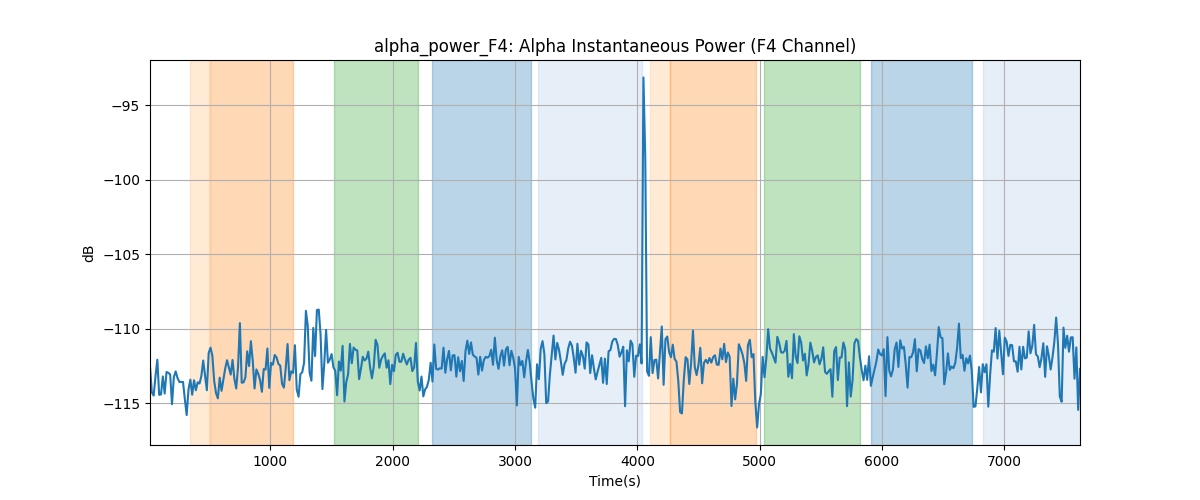 alpha_power_F4: Alpha Instantaneous Power (F4 Channel)
dB
−95
−100
−105
−110
−115
1000 2000 3000 4000 5000 6000 7000
Time(s)